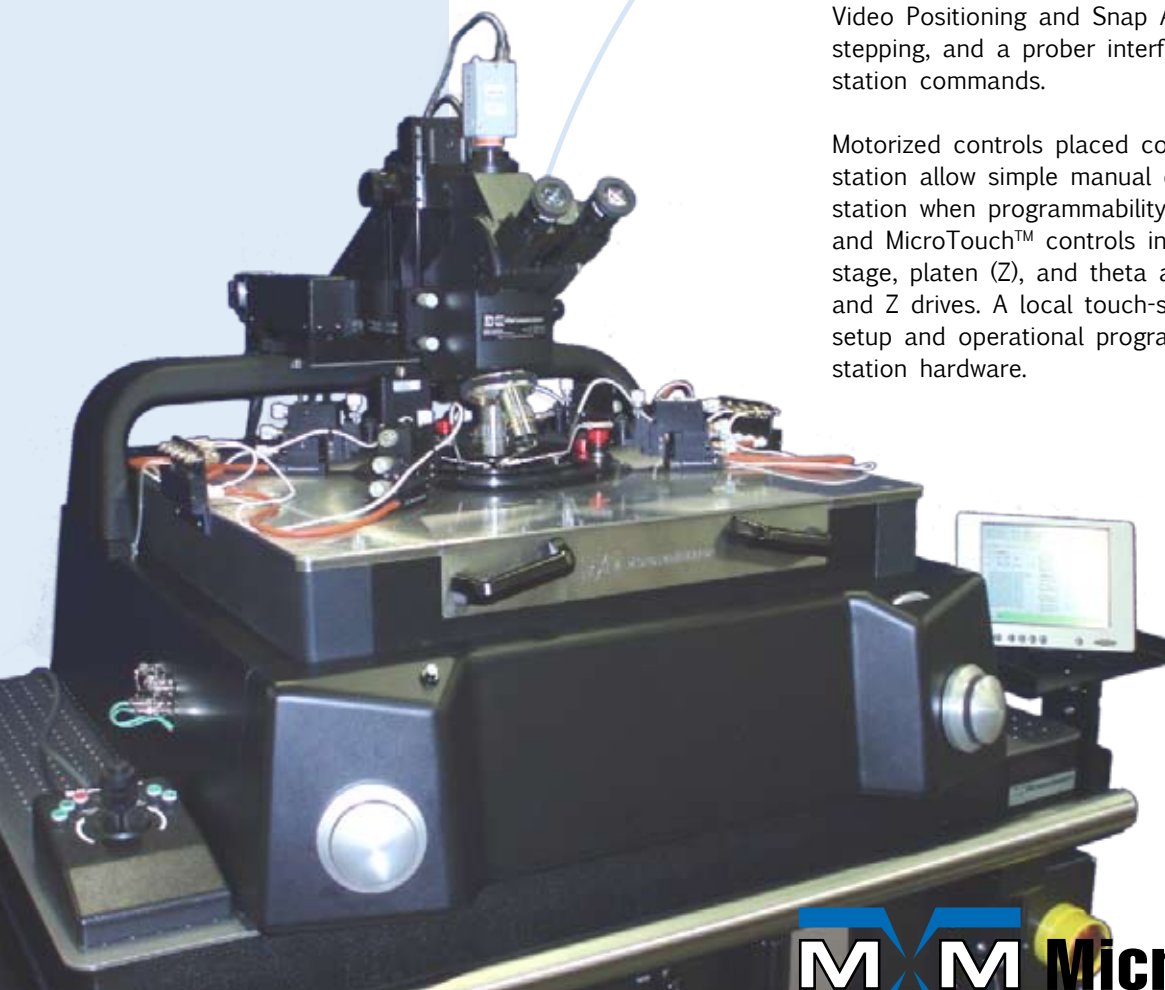 Video Positioning and Snap A
stepping, and a prober interf
station commands.
Motorized controls placed co
station allow simple manual o
station when programmability
and MicroTouch™ controls in
stage, platen (Z), and theta a
and Z drives. A local touch-s
setup and operational progra
station hardware.
MXM Micr